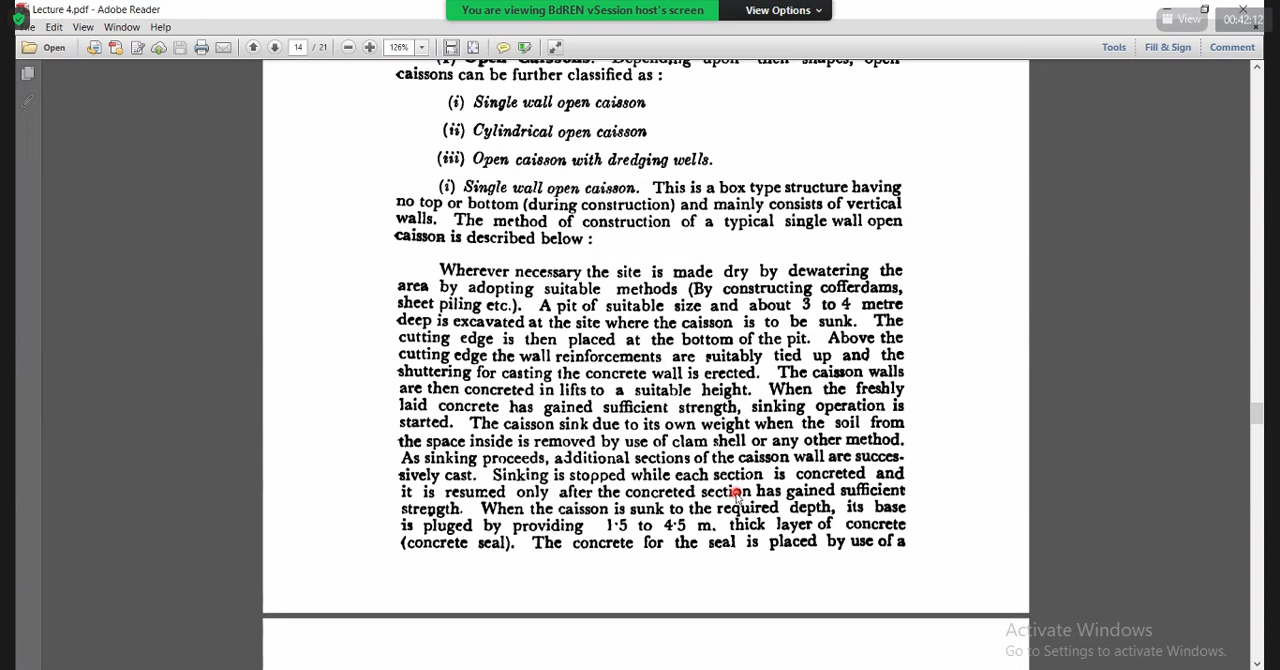 Lecture 4.pdf - Adobe Reader
You are viewing BdREN vSession host's screen
View Options
File Edit View Window Help
View
00:42:12
Open
14 / 21
126%
Tools Fill & Sign Comment
(1) Open Caissons. Depending upon their shapes, open
caissons can be further classified as :
(i) Single wall open caisson
(ii) Cylindrical open caisson
(iii) Open caisson with dredging wells.
(i) Single wall open caisson. This is a box type structure having
no top or bottom (during construction) and mainly consists of vertical
walls. The method of construction of a typical single wall open
caisson is described below :
Wherever necessary the site is made dry by dewatering the
area by adopting suitable methods (By constructing cofferdams,
sheet piling etc.). A pit of suitable size and about 3 to 4 metre
deep is excavated at the site where the caisson is to be sunk. The
cutting edge is then placed at the bottom of the pit. Above the
cutting edge the wall reinforcements are suitably tied up and the
shuttering for casting the concrete wall is erected. The caisson walls
are then concreted in lifts to a suitable height. When the freshly
laid concrete has gained sufficient strength, sinking operation is
started. The caisson sink due to its own weight when the soil from
the space inside is removed by use of clam shell or any other method.
As sinking proceeds, additional sections of the caisson wall are succes-
sively cast. Sinking is stopped while each section is concreted and
it is resumed only after the concreted section has gained sufficient
strength. When the caisson is sunk to the required depth, its base
is pluged by providing 1·5 to 4·5 m. thick layer of concrete
(concrete seal). The concrete for the seal is placed by use of a
Activate Windows
Go to Settings to activate Windows.